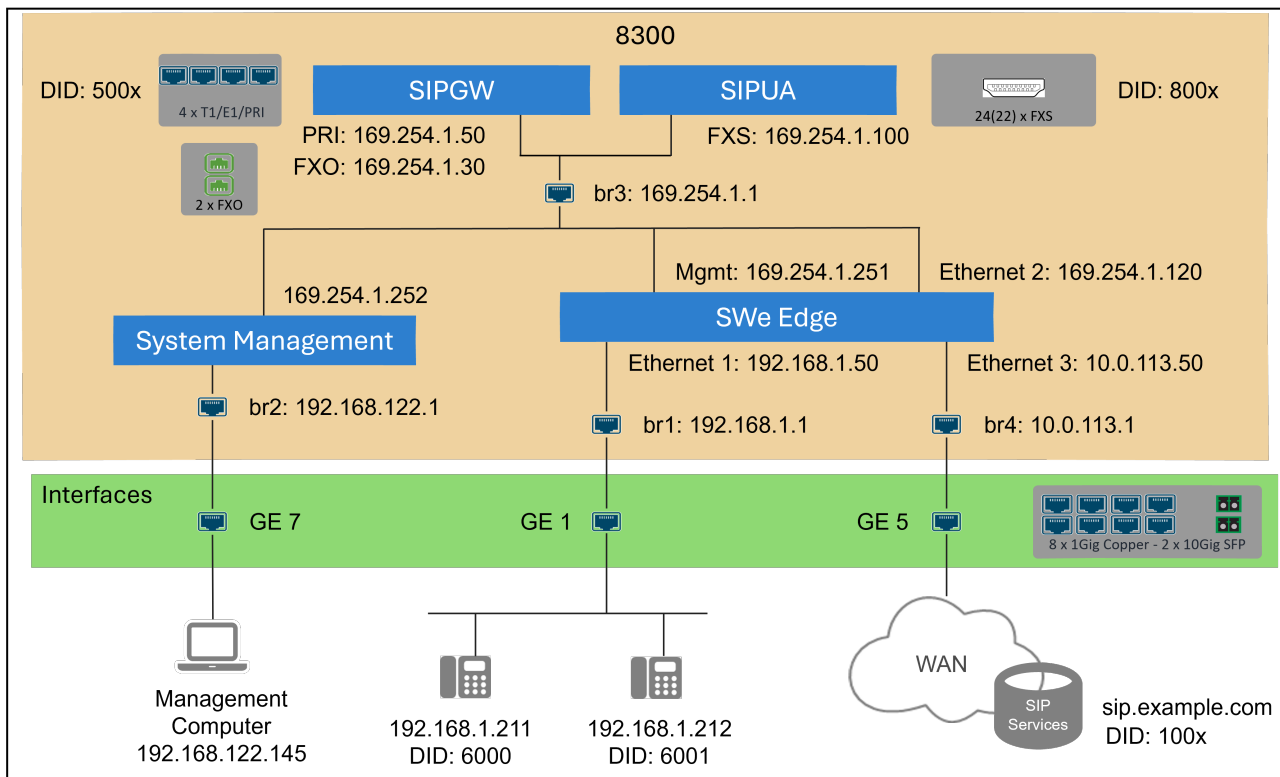 8300
DID: 500x
4 x T1/E1/PRI
SIPGW
SIPUA
24(22) x FXS
DID: 800x
PRI: 169.254.1.50
FXO: 169.254.1.30
FXS: 169.254.1.100
2 x FXO
br3: 169.254.1.1
169.254.1.252
Mgmt: 169.254.1.251
Ethernet 2: 169.254.1.120
System Management
SWe Edge
Ethernet 1: 192.168.1.50
Ethernet 3: 10.0.113.50
br2: 192.168.122.1
br1: 192.168.1.1
br4: 10.0.113.1
Interfaces
GE 7
GE 1
GE 5
8 x 1Gig Copper - 2 x 10Gig SFP
Management
Computer
192.168.122.145
192.168.1.211
DID: 6000
192.168.1.212
DID: 6001
WAN
SIP
Services
sip.example.com
DID: 100x